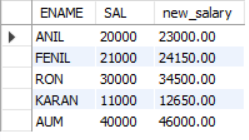 ENAME SAL new_salary
ANIL 20000 23000.00
FENIL 21000 24150.00
RON 30000 34500.00
KARAN 11000 12650.00
AUM 40000 46000.00